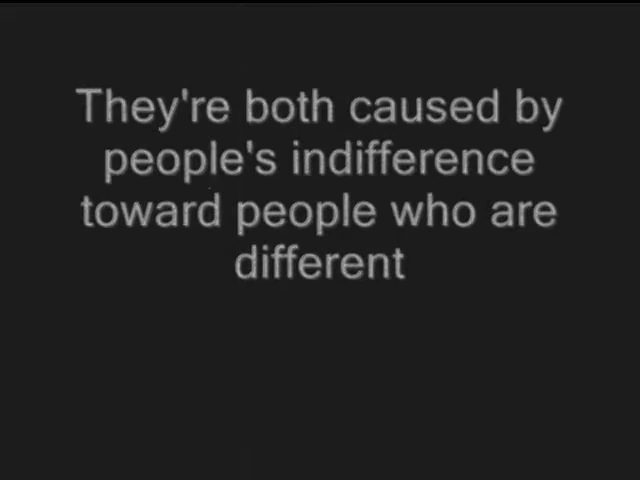 They're both caused by
people's indifference
toward people who are
different